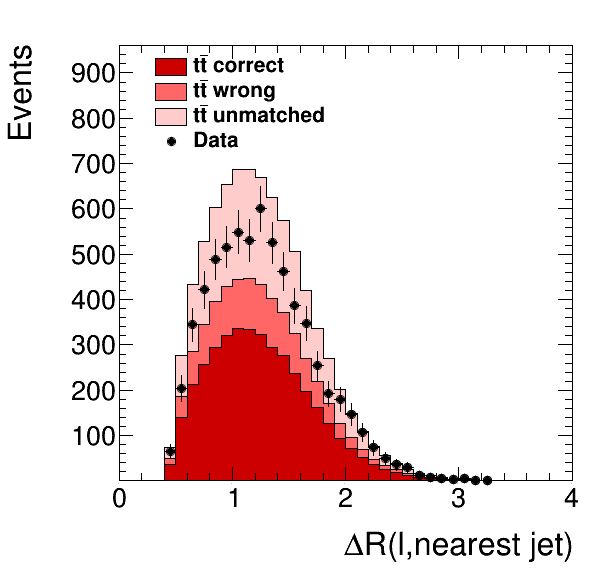 Events
900
800
700
600
500
400
300
200
100
tt̄ correct
tt̄ wrong
tt̄ unmatched
Data
0 1 2 3 4
ΔR(l,nearest jet)